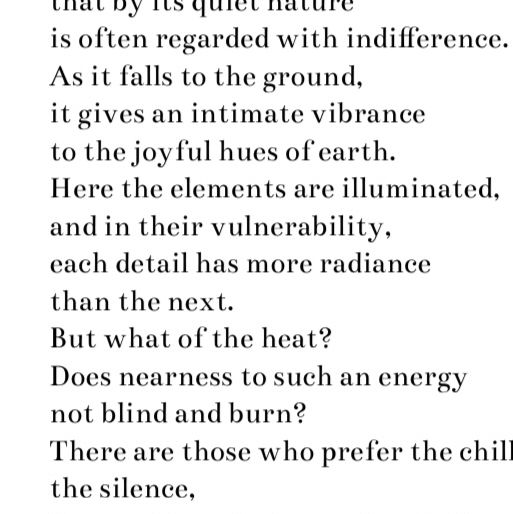 that by its quiet nature
is often regarded with indifference.
As it falls to the ground,
it gives an intimate vibrance
to the joyful hues of earth.
Here the elements are illuminated,
and in their vulnerability,
each detail has more radiance
than the next.
But what of the heat?
Does nearness to such an energy
not blind and burn?
There are those who prefer the chill
the silence,